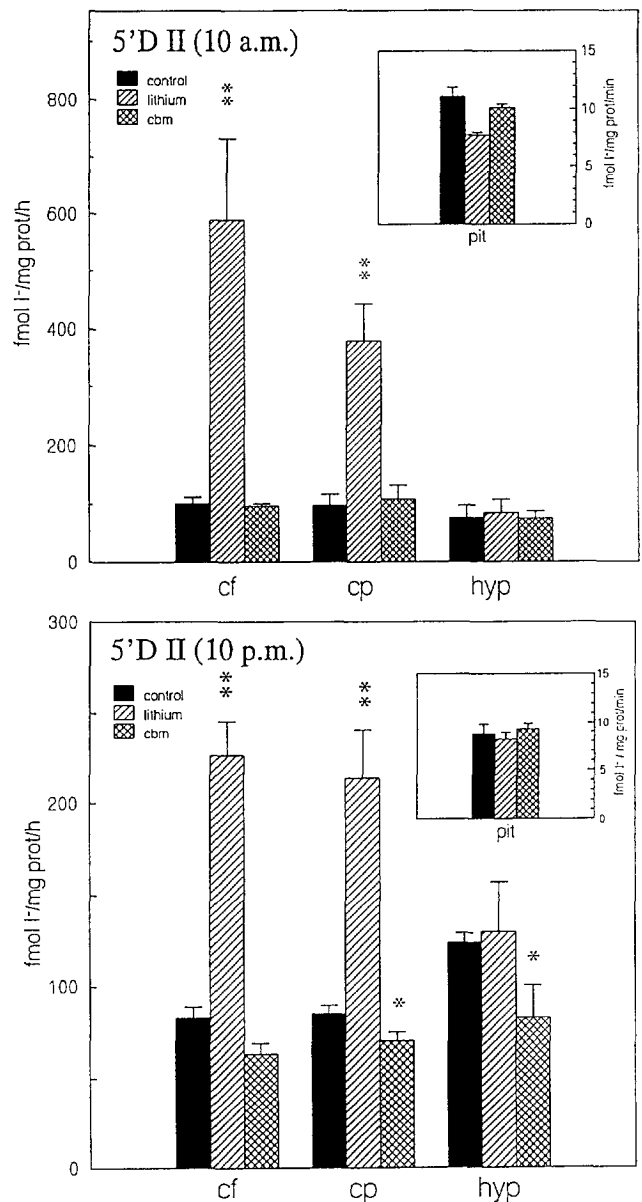 5'D II (10 a.m.)
control
lithium
cbm
**
**
fmol I⁻/mg prot/h
800
600
400
200
0
cf
cp
hyp
15
10
5
0
fmol I⁻/mg prot/min
pit
5'D II (10 p.m.)
control
lithium
cbm
**
**
*
*
fmol I⁻/mg prot/h
300
200
100
0
cf
cp
hyp
15
10
5
0
fmol I⁻/ mg prot/min
pit